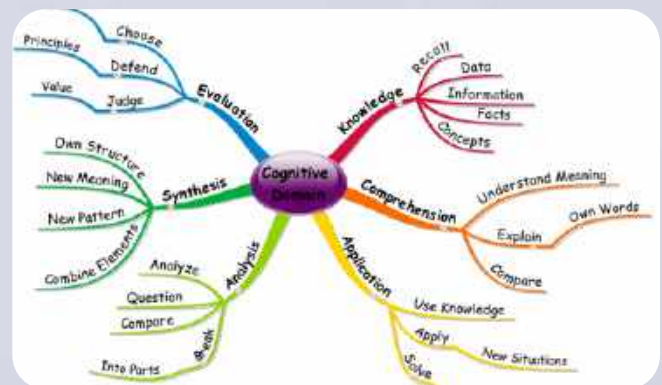 Cognitive
Domain
Knowledge
Recall
Data
Information
Facts
Concepts
Comprehension
Understand Meaning
Explain
Own Words
Compare
Application
Use Knowledge
Apply
New Situations
Solve
Analysis
Analyze
Question
Compare
Break
Into Parts
Synthesis
Own Structure
New Meaning
New Pattern
Combine Elements
Evaluation
Choose
Defend
Principles
Judge
Value